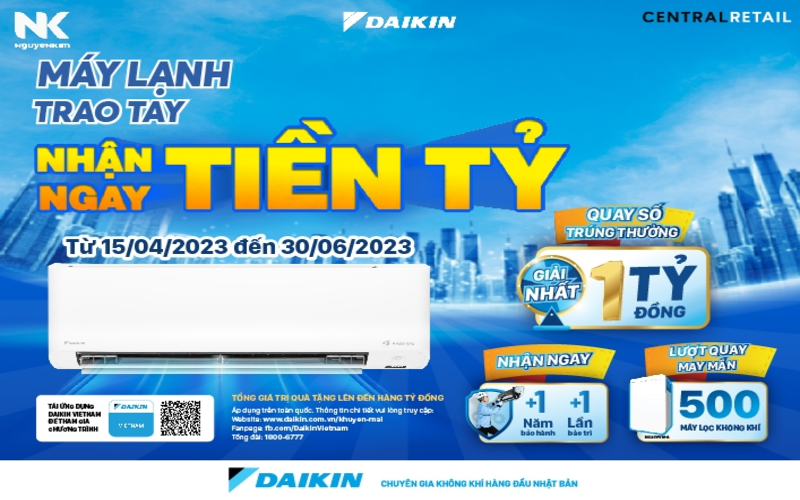 NK
NGUYENKIM
DAIKIN
CENTRALRETAIL
MÁY LẠNH
TRAO TAY
NHẬN
NGAY
TIỀN TỶ
Từ 15/04/2023 đến 30/06/2023
QUAY SỐ
TRÚNG THƯỞNG
GIẢI
NHẤT
1 TỶ
ĐỒNG
DAIKIN
NHẬN NGAY
+1
Năm
bảo hành
+1
Lần
bảo trì
LƯỢT QUAY
MAY MẮN
500
MÁY LỌC KHÔNG KHÍ
TẢI ỨNG DỤNG
DAIKIN VIETNAM
ĐỂ THAM GIA
CHƯƠNG TRÌNH
DAIKIN
VIETNAM
TỔNG GIÁ TRỊ QUÀ TẶNG LÊN ĐẾN HÀNG TỶ ĐỒNG
Áp dụng trên toàn quốc. Thông tin chi tiết vui lòng truy cập:
Website: www.daikin.com.vn/khuyen-mai
Fanpage: fb.com/DaikinVietnam
Tổng đài: 1800-6777
DAIKIN
CHUYÊN GIA KHÔNG KHÍ HÀNG ĐẦU NHẬT BẢN